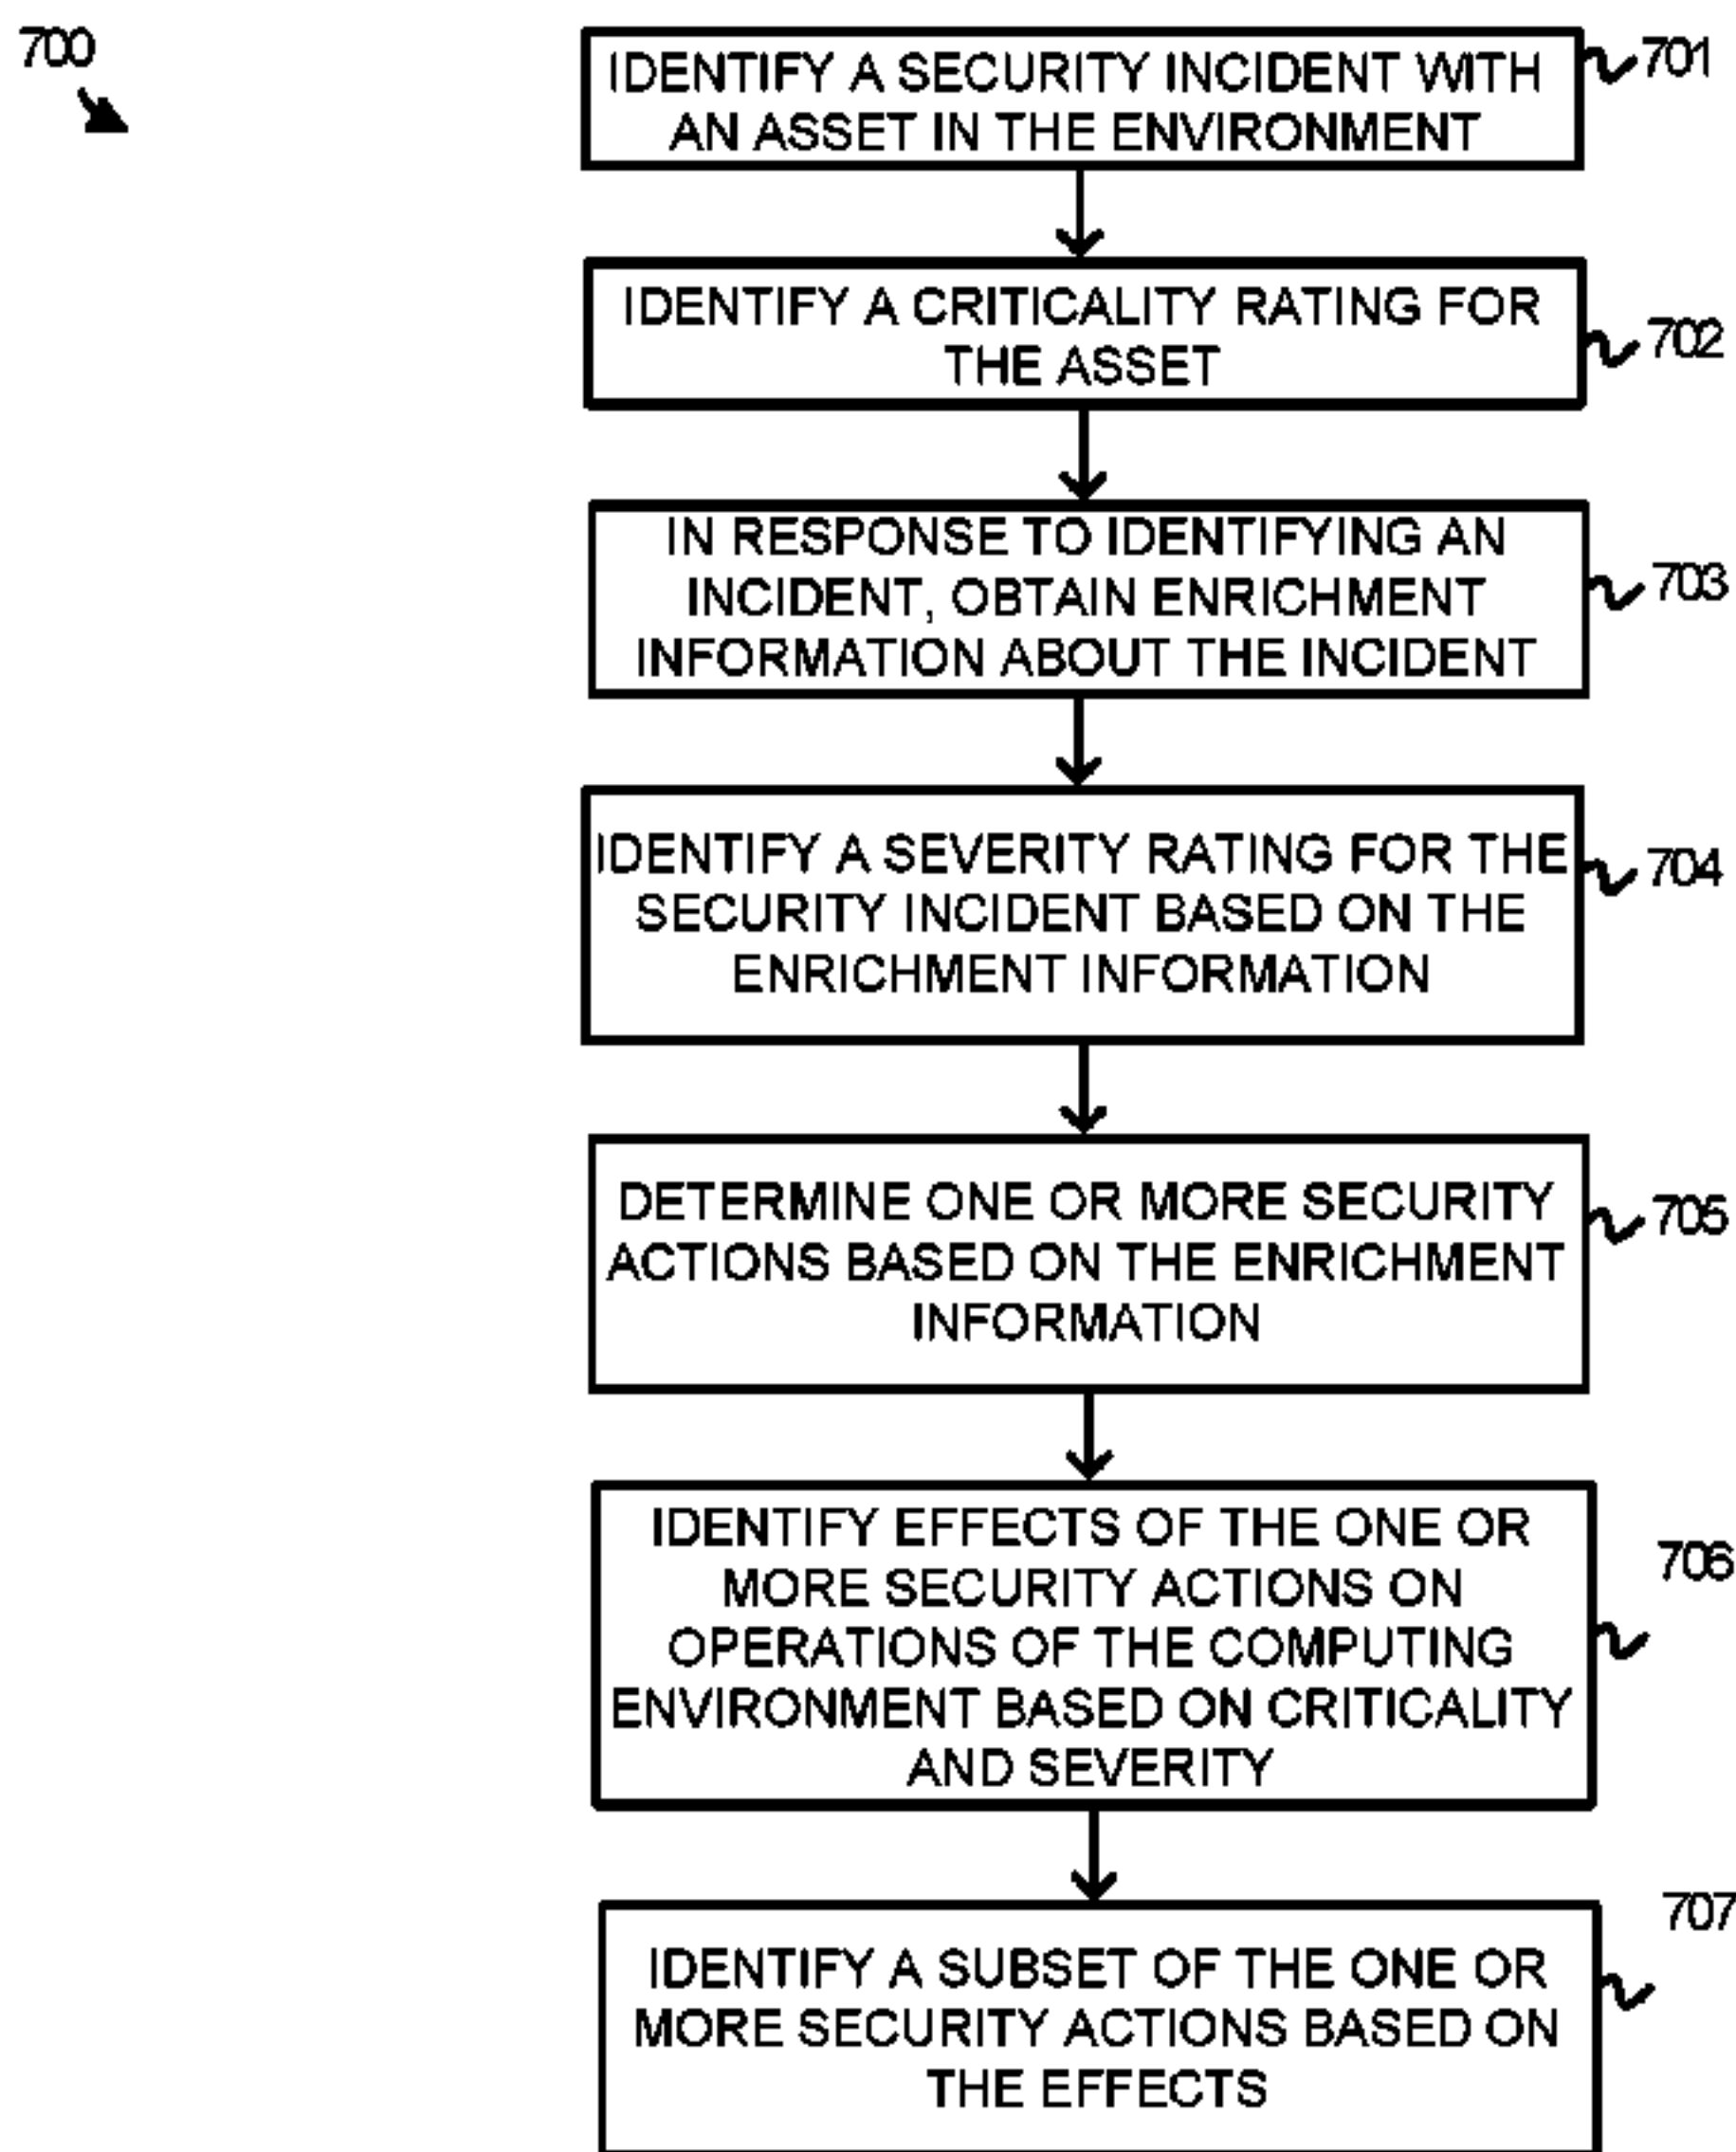 700
IDENTIFY A SECURITY INCIDENT WITH
AN ASSET IN THE ENVIRONMENT
701
IDENTIFY A CRITICALITY RATING FOR
THE ASSET
702
IN RESPONSE TO IDENTIFYING AN
INCIDENT, OBTAIN ENRICHMENT
INFORMATION ABOUT THE INCIDENT
703
IDENTIFY A SEVERITY RATING FOR THE
SECURITY INCIDENT BASED ON THE
ENRICHMENT INFORMATION
704
DETERMINE ONE OR MORE SECURITY
ACTIONS BASED ON THE ENRICHMENT
INFORMATION
705
IDENTIFY EFFECTS OF THE ONE OR
MORE SECURITY ACTIONS ON
OPERATIONS OF THE COMPUTING
ENVIRONMENT BASED ON CRITICALITY
AND SEVERITY
706
IDENTIFY A SUBSET OF THE ONE OR
MORE SECURITY ACTIONS BASED ON
THE EFFECTS
707